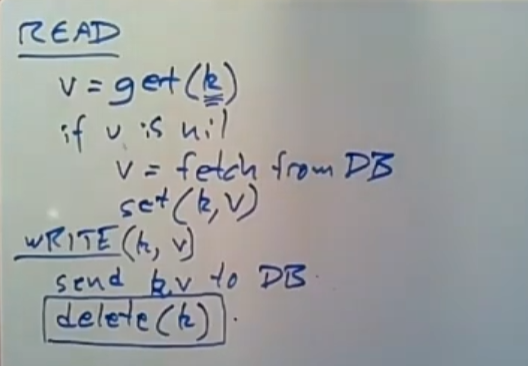 READ
v = get(k)
if v is nil
v = fetch from DB
set(k, v)
WRITE(k, v)
send k,v to DB.
delete(k).